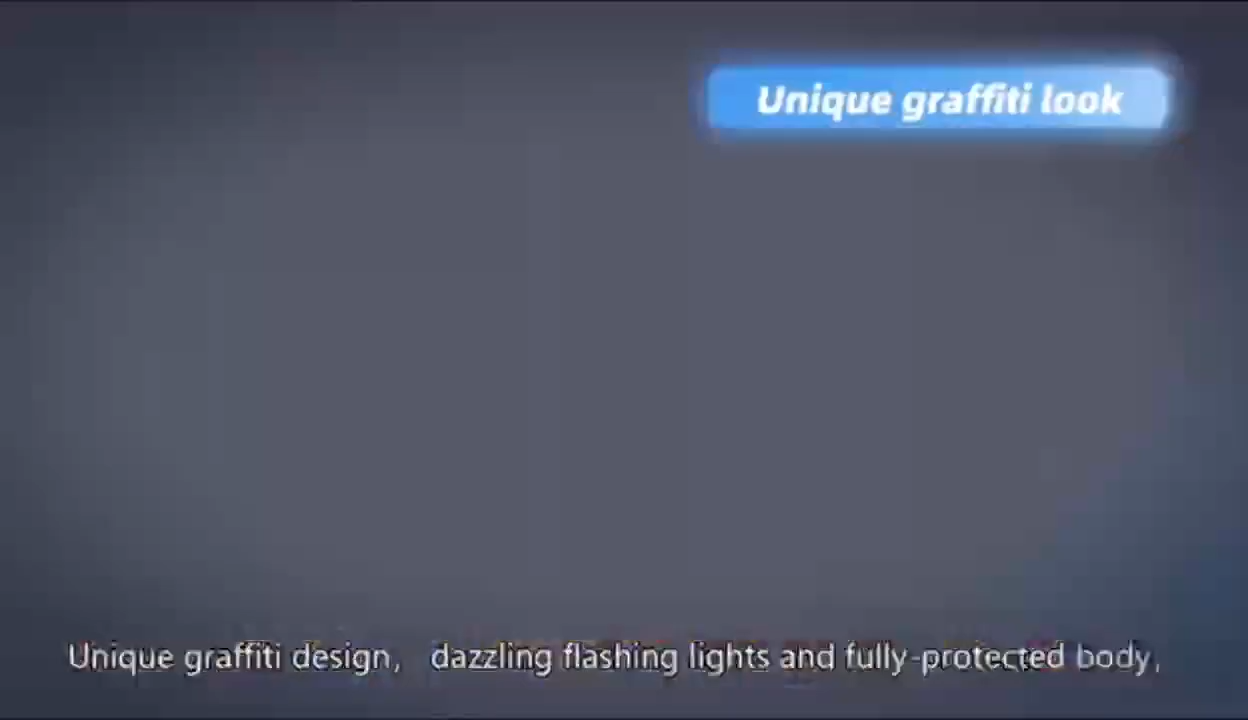 Unique graffiti look
Unique graffiti design, dazzling flashing lights and fully-protected body,